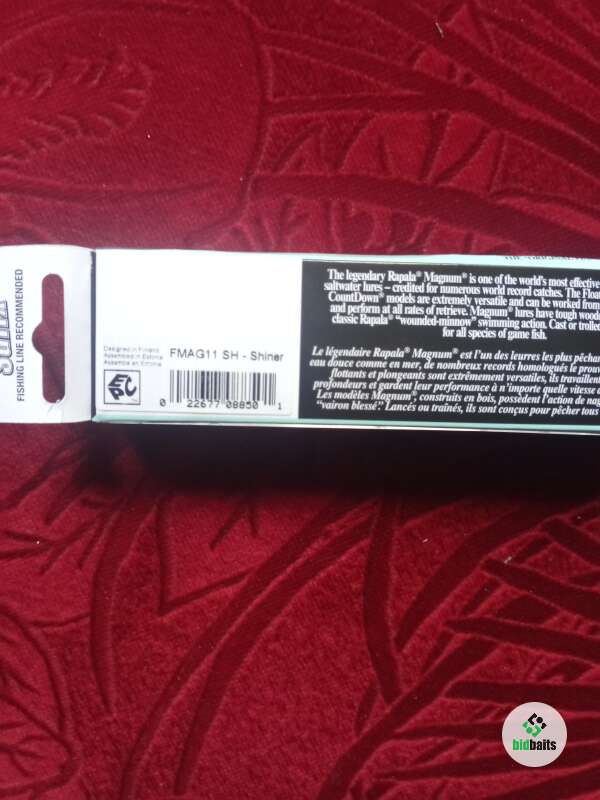 FISHING LINE RECOMMENDED
Designed in Finland
Assembled in Estonia
Assemblé en Estonie
FMAG11 SH - Shiner
EPC
0 22677 08850 1
The legendary Rapala® Magnum® is one of the world's most effective
saltwater lures – credited for numerous world record catches. The Float
CountDown® models are extremely versatile and can be worked from
and perform at all rates of retrieve. Magnum® lures have tough wood
classic Rapala® "wounded-minnow" swimming action. Cast or trolled
for all species of game fish.
Le légendaire Rapala® Magnum® est l'un des leurres les plus pêchan
eau douce comme en mer, de nombreux records homologués le prouv
flottants et plongeants sont extrêmement versatiles, ils travaillent
profondeurs et gardent leur performance à n'importe quelle vitesse d
Les modèles Magnum®, construits en bois, possèdent l'action de nag
"vairon blessé". Lancés ou traînés, ils sont conçus pour pêcher tous
bidbaits